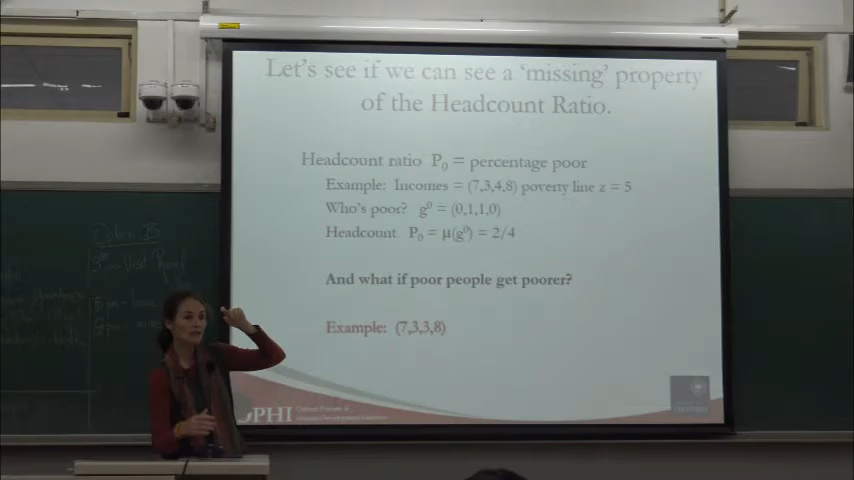 Let's see if we can see a 'missing' property
of the Headcount Ratio.
Headcount ratio P₀ = percentage poor
Example: Incomes = (7,3,4,8) poverty line z = 5
Who's poor? g⁰ = (0,1,1,0)
Headcount P₀ = μ(g⁰) = 2/4
And what if poor people get poorer?
Example: (7,3,3,8)
PHI